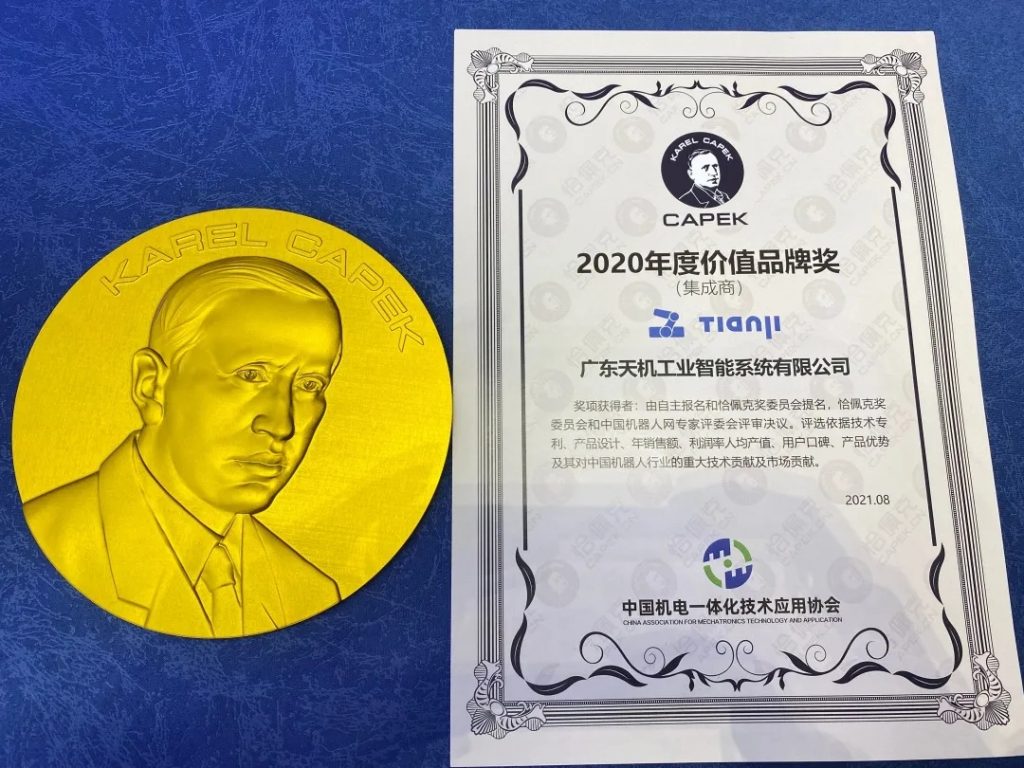 KAREL CAPEK
KAREL CAPEK
CAPEK
2020年度价值品牌奖
（集成商）
TIANJI
广东天机工业智能系统有限公司
奖项获得者：由自主报名和恰佩克奖委员会提名，恰佩克奖
委员会和中国机器人网专家评委会评审决议。评选依据技术专
利、产品设计、年销售额、利润率人均产值、用户口碑、产品优势
及其对中国机器人行业的重大技术贡献及市场贡献。
2021.08
中国机电一体化技术应用协会
CHINA ASSOCIATION FOR MECHATRONICS TECHNOLOGY AND APPLICATION
恰佩克
CAPEK.CN